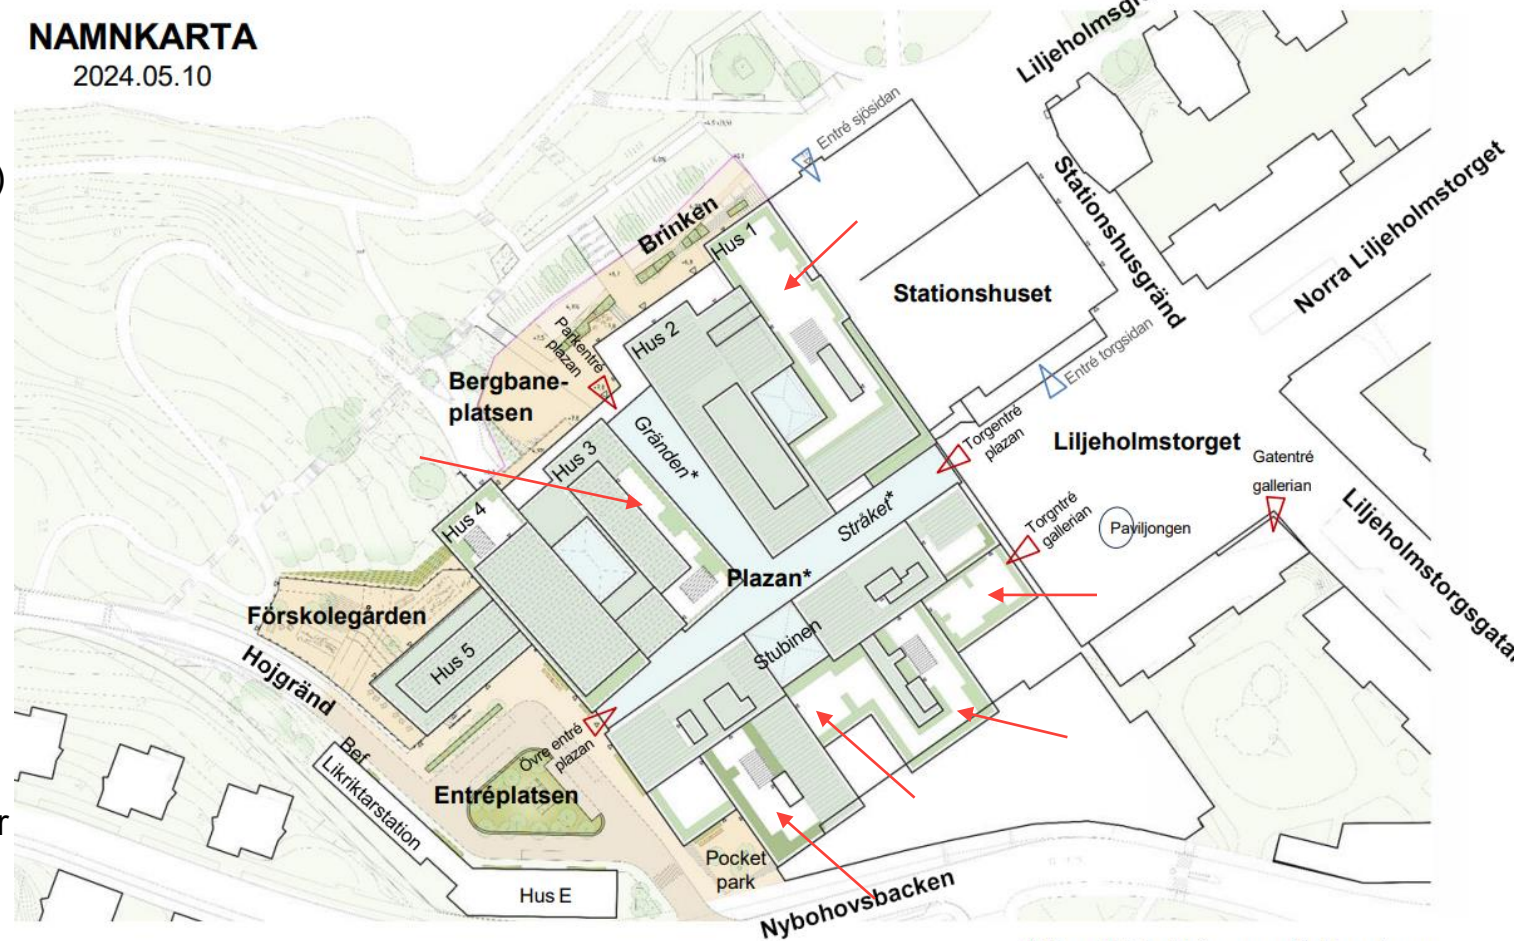 NAMNKARTA
2024.05.10
Liljeholmsgr
)
Entré sjösidan
Stationshusgränd
Norra Liljeholmstorget
Brinken
Hus 1
Stationshuset
Hus 2
Parkentré
plazan
Entré torgsidan
Bergbane-
platsen
Gränden*
Torgentré
plazan
Liljeholmstorget
Hus 3
Gatentré
gallerian
Stråket*
Hus 4
Torgntré
gallerian
Paviljongen
Liljeholmstorgsgatan
Plazan*
Förskolegården
Stubinen
Hus 5
Hojgränd
Övre entré
plazan
Bef
Likriktarstation
Entréplatsen
r
Pocket
park
Hus E
Nybohovsbacken